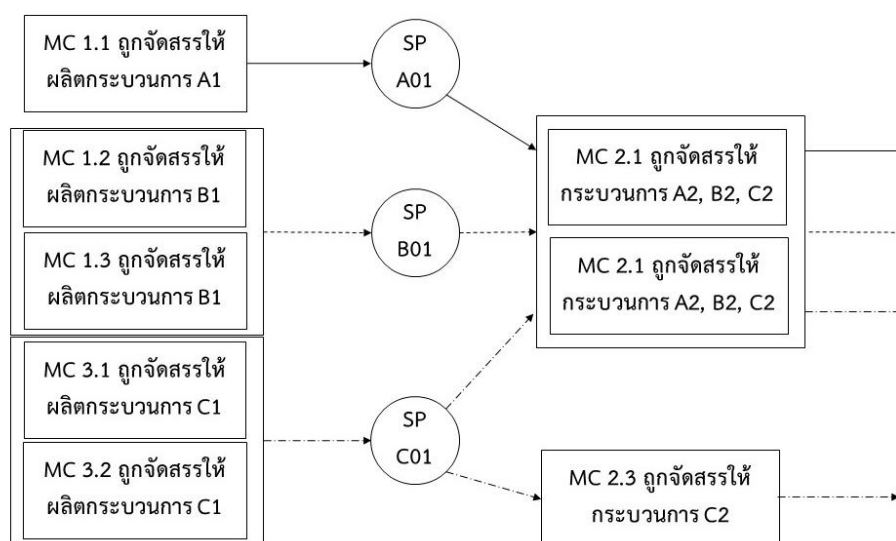 MC 1.1 ถูกจัดสรรให้
ผลิตกระบวนการ A1
SP
A01
MC 1.2 ถูกจัดสรรให้
ผลิตกระบวนการ B1
MC 1.3 ถูกจัดสรรให้
ผลิตกระบวนการ B1
SP
B01
MC 2.1 ถูกจัดสรรให้
กระบวนการ A2, B2, C2
MC 2.1 ถูกจัดสรรให้
กระบวนการ A2, B2, C2
MC 3.1 ถูกจัดสรรให้
ผลิตกระบวนการ C1
MC 3.2 ถูกจัดสรรให้
ผลิตกระบวนการ C1
SP
C01
MC 2.3 ถูกจัดสรรให้
กระบวนการ C2